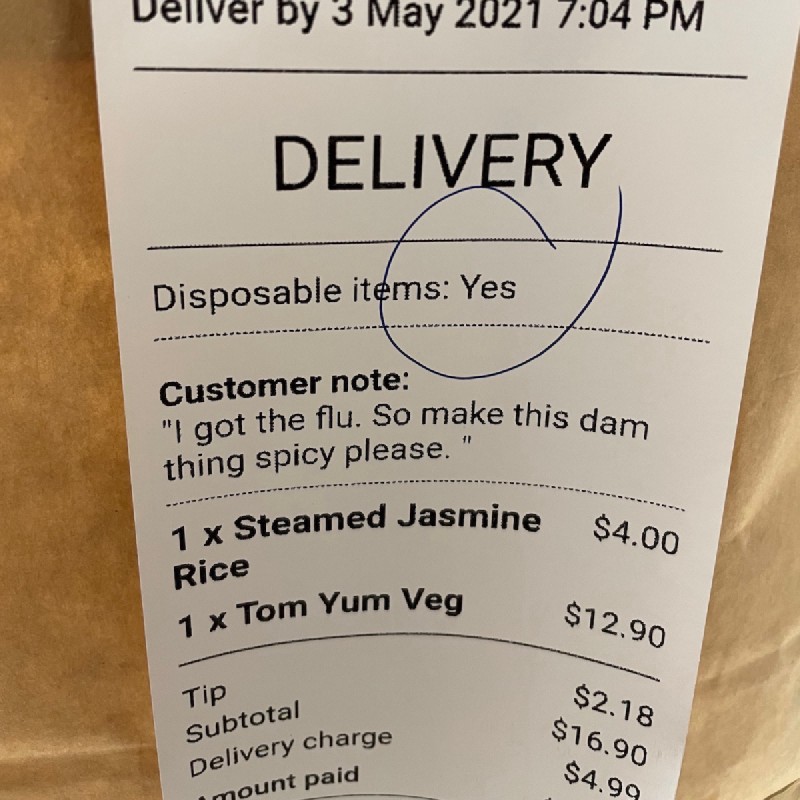 Deliver by 3 May 2021 7:04 PM
DELIVERY
Disposable items: Yes
Customer note:
"I got the flu. So make this dam
thing spicy please. "
1 x Steamed Jasmine $4.00
Rice
1 x Tom Yum Veg $12.90
Tip $2.18
Subtotal $16.90
Delivery charge $4.99
Amount paid